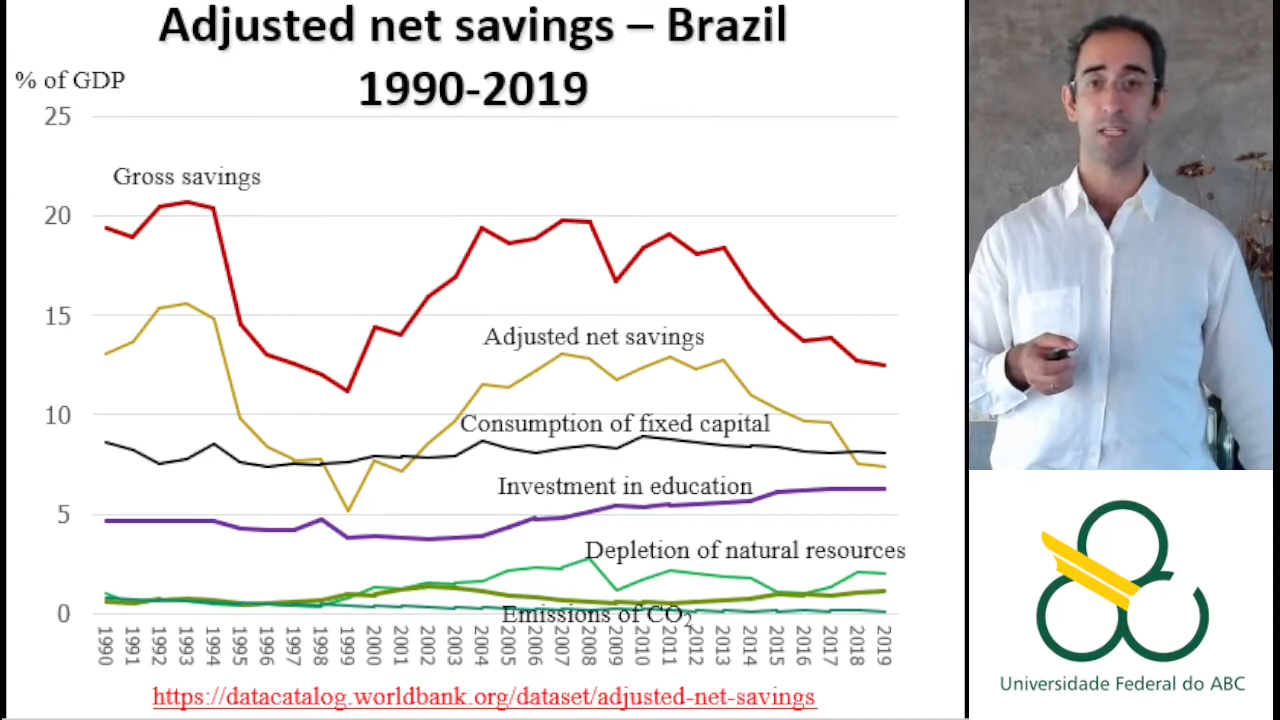 Adjusted net savings – Brazil
1990-2019
% of GDP
25
Gross savings
20
15
Adjusted net savings
10
Consumption of fixed capital
Investment in education
5
Depletion of natural resources
0
Emissions of CO2
1990 1991 1992 1993 1994 1995 1996 1997 1998 1999 2000 2001 2002 2003 2004 2005 2006 2007 2008 2009 2010 2011 2012 2013 2014 2015 2016 2017 2018 2019
https://datacatalog.worldbank.org/dataset/adjusted-net-savings
Universidade Federal do ABC